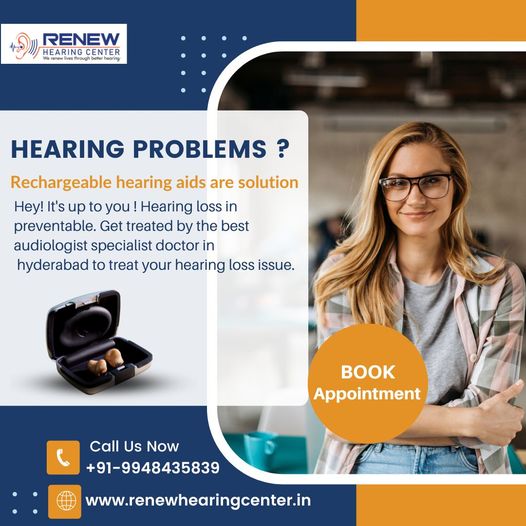 RENEW
HEARING CENTER
We renew lives through better hearing
HEARING PROBLEMS ?
Rechargeable hearing aids are solution
Hey! It's up to you ! Hearing loss in
preventable. Get treated by the best
audiologist specialist doctor in
hyderabad to treat your hearing loss issue.
BOOK
Appointment
Call Us Now
+91-9948435839
www.renewhearingcenter.in